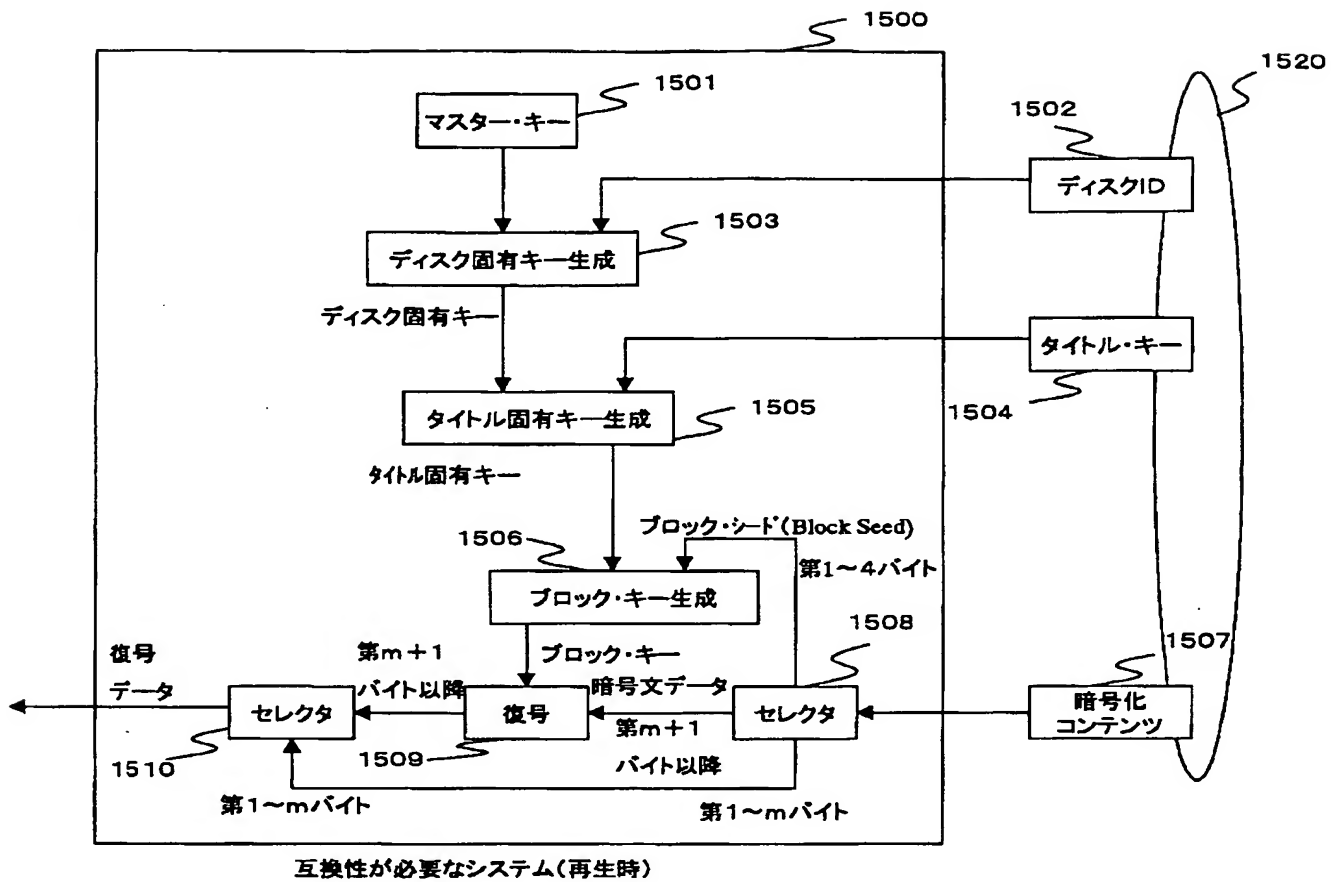 1500
1520
1501
マスター・キー
1502
ディスクID
1503
ディスク固有キー生成
ディスク固有キー
タイトル・キー
1504
1505
タイトル固有キー生成
タイトル固有キー
ブロック・シード(Block Seed)
1506
第1～4バイト
ブロック・キー生成
1508
1507
復号
データ
第m+1
バイト以降
ブロック・キー
暗号文データ
セレクタ
復号
セレクタ
暗号化
コンテンツ
第m+1
バイト以降
1510
1509
第1～mバイト
第1～mバイト
互換性が必要なシステム(再生時)